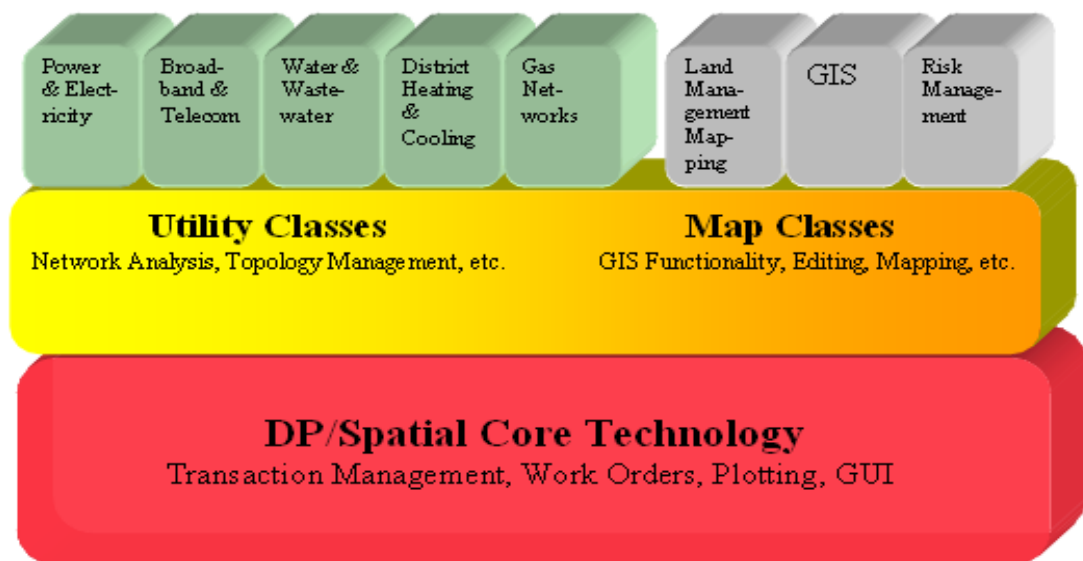 Power
& Elect-
ricity
Broad-
band &
Telecom
Water &
Waste-
water
District
Heating
&
Cooling
Gas
Net-
works
Land
Mana-
gement
Map-
ping
GIS
Risk
Manage-
ment
Utility Classes
Network Analysis, Topology Management, etc.
Map Classes
GIS Functionality, Editing, Mapping, etc.
DP/Spatial Core Technology
Transaction Management, Work Orders, Plotting, GUI